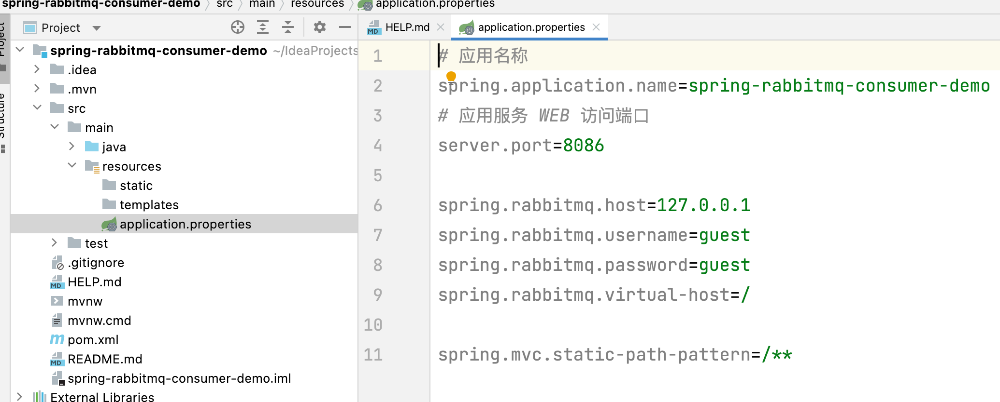 spring-rabbitmq-consumer-demo src main resources application.properties
Project
Project
Structure
HELP.md application.properties
spring-rabbitmq-consumer-demo ~/IdeaProjects
.idea
.mvn
src
main
java
resources
static
templates
application.properties
test
.gitignore
MD HELP.md
mvnw
mvnw.cmd
m pom.xml
MD README.md
spring-rabbitmq-consumer-demo.iml
External Libraries
1 # 应用名称
2 spring.application.name=spring-rabbitmq-consumer-demo
3 # 应用服务 WEB 访问端口
4 server.port=8086
5
6 spring.rabbitmq.host=127.0.0.1
7 spring.rabbitmq.username=guest
8 spring.rabbitmq.password=guest
9 spring.rabbitmq.virtual-host=/
10
11 spring.mvc.static-path-pattern=/**